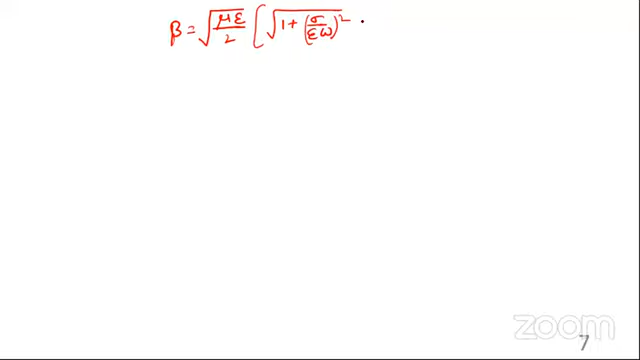 β = √(με/2) [ √(1 + (σ/εω)²
zoom
7